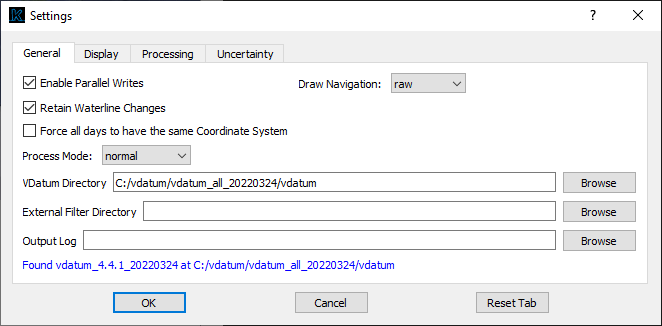 Settings
General Display Processing Uncertainty
Enable Parallel Writes Draw Navigation: raw
Retain Waterline Changes
Force all days to have the same Coordinate System
Process Mode: normal
VDatum Directory C:/vdatum/vdatum_all_20220324/vdatum Browse
External Filter Directory Browse
Output Log Browse
Found vdatum_4.4.1_20220324 at C:/vdatum/vdatum_all_20220324/vdatum
OK Cancel Reset Tab